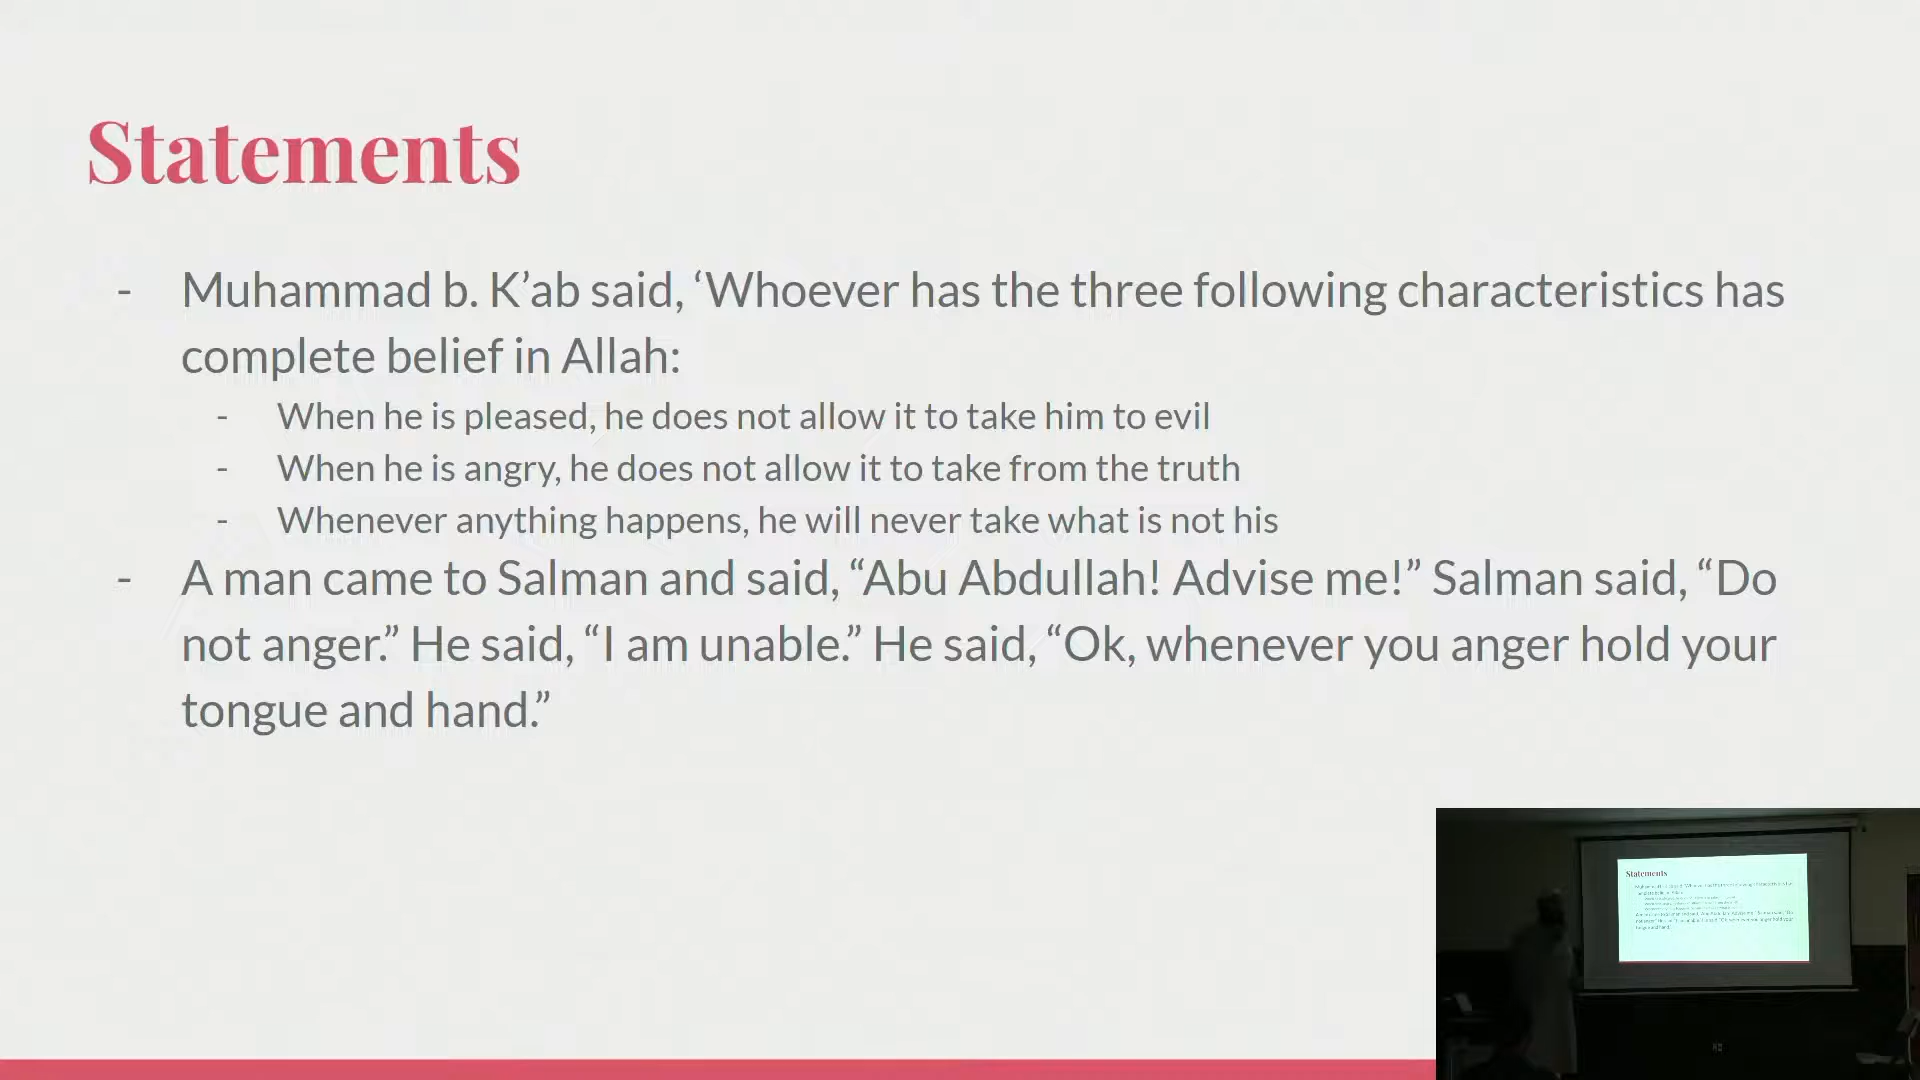 Statements
- Muhammad b. K’ab said, ‘Whoever has the three following characteristics has
complete belief in Allah:
- When he is pleased, he does not allow it to take him to evil
- When he is angry, he does not allow it to take from the truth
- Whenever anything happens, he will never take what is not his
- A man came to Salman and said, “Abu Abdullah! Advise me!” Salman said, “Do
not anger.” He said, “I am unable.” He said, “Ok, whenever you anger hold your
tongue and hand.”
Statements